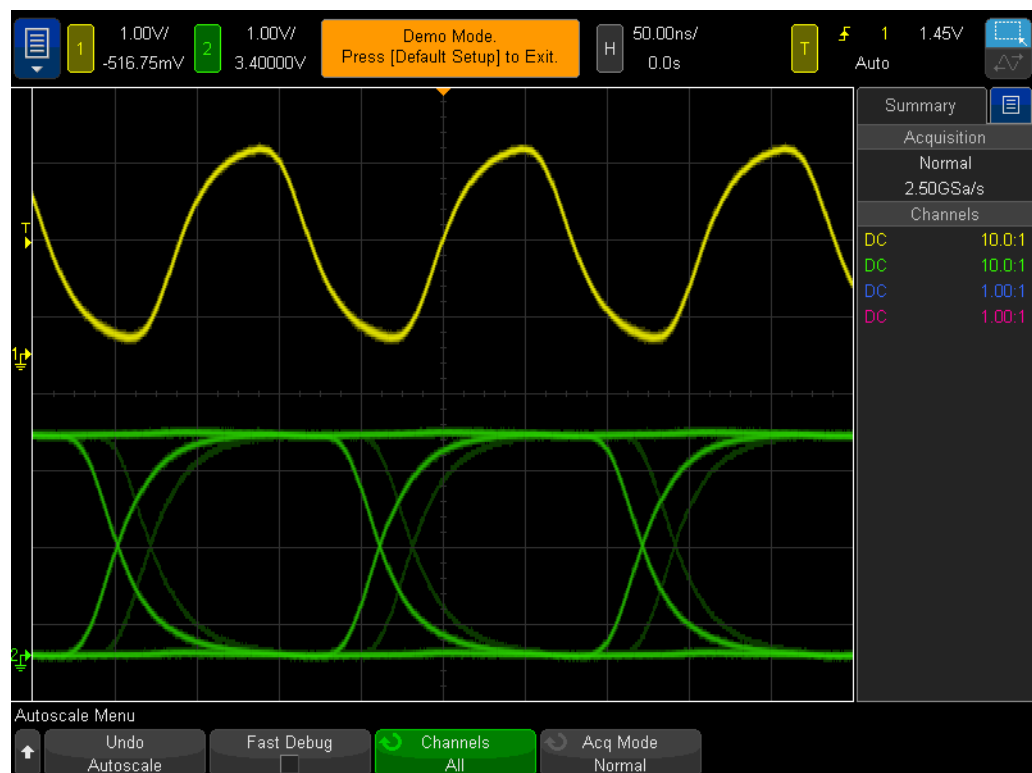 1
1.00V/
-516.75mV
2
1.00V/
3.40000V
Demo Mode.
Press [Default Setup] to Exit.
H
50.00ns/
0.0s
T
1
1.45V
Auto
Summary
Acquisition
Normal
2.50GSa/s
Channels
DC 10.0:1
DC 10.0:1
DC 1.00:1
DC 1.00:1
T
1
2
Autoscale Menu
Undo
Autoscale
Fast Debug
Channels
All
Acq Mode
Normal